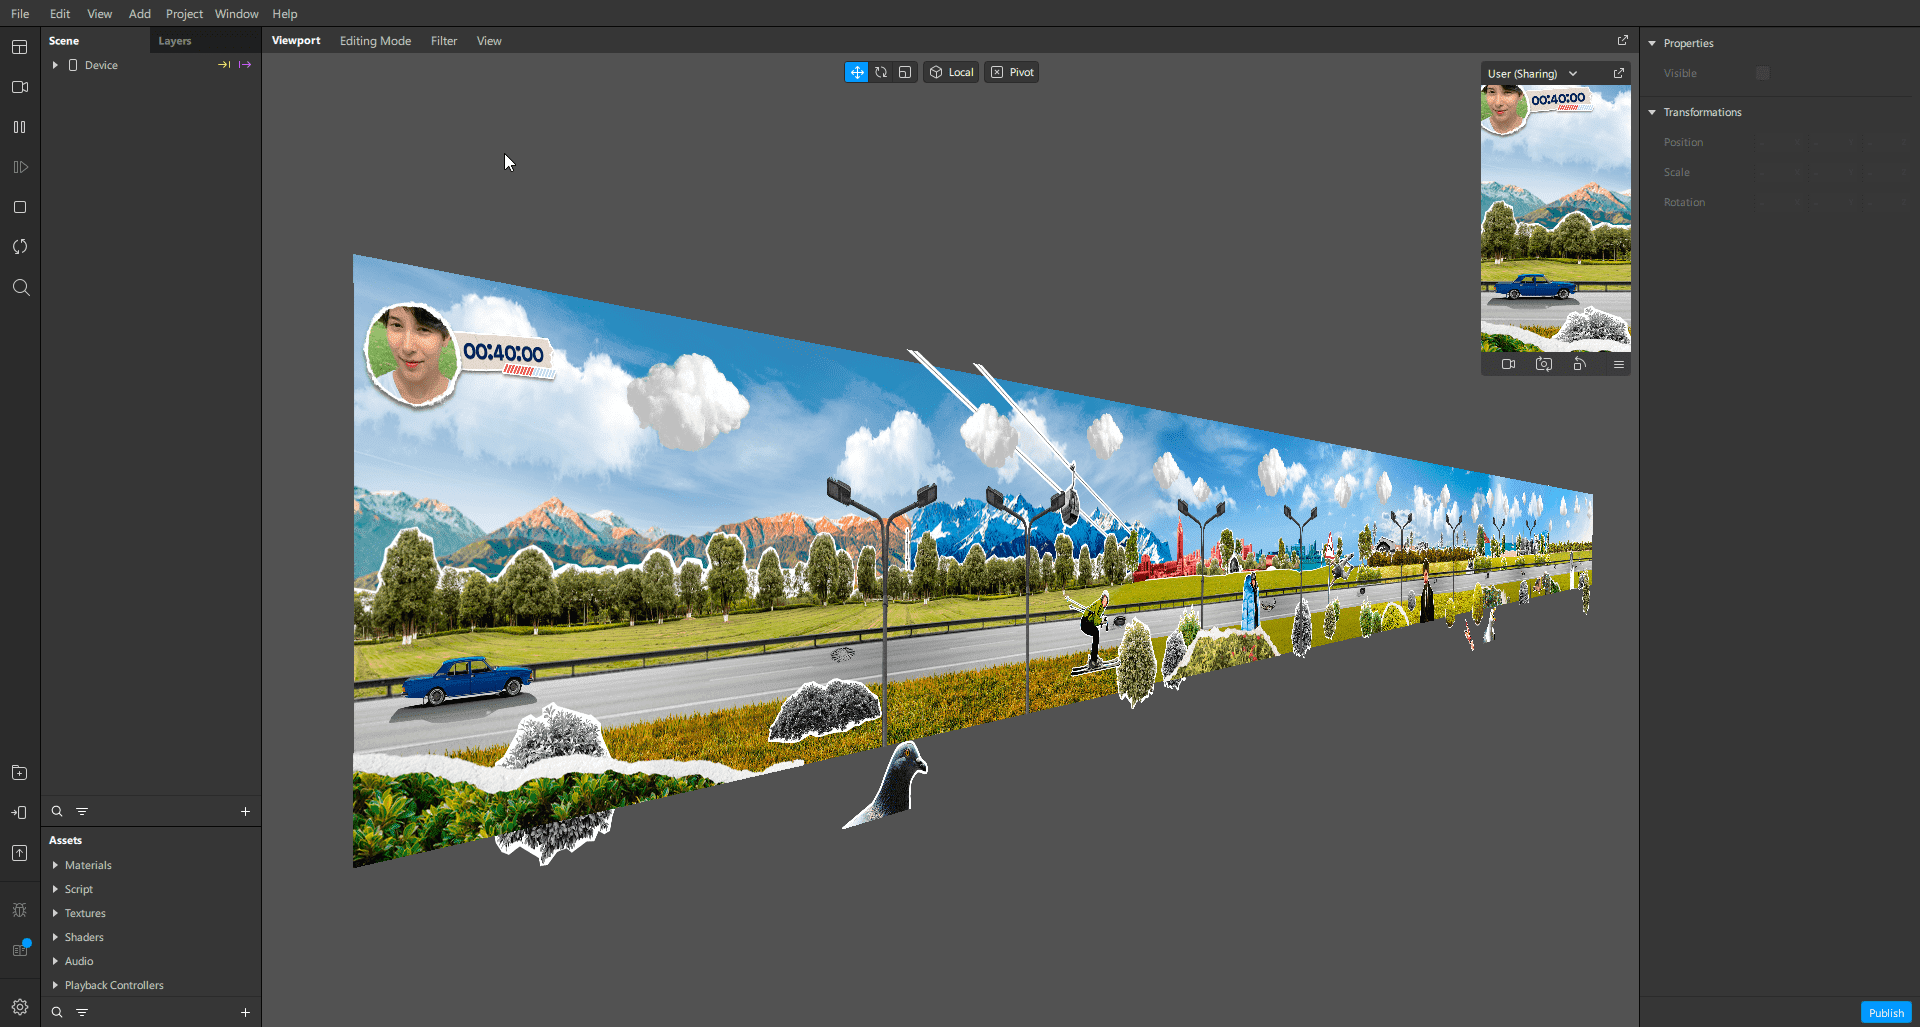 File Edit View Add Project Window Help
Scene Layers
Device
Viewport Editing Mode Filter View
Local Pivot
User (Sharing)
00:40:00
00:40:00
Assets
Materials
Script
Textures
Shaders
Audio
Playback Controllers
Properties
Visible
Transformations
Position
Scale
Rotation
Publish